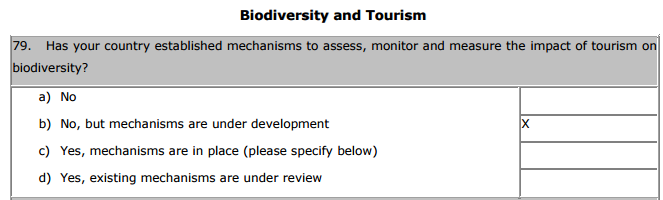 Biodiversity and Tourism
79. Has your country established mechanisms to assess, monitor and measure the impact of tourism on
biodiversity?
a) No
b) No, but mechanisms are under development X
c) Yes, mechanisms are in place (please specify below)
d) Yes, existing mechanisms are under review